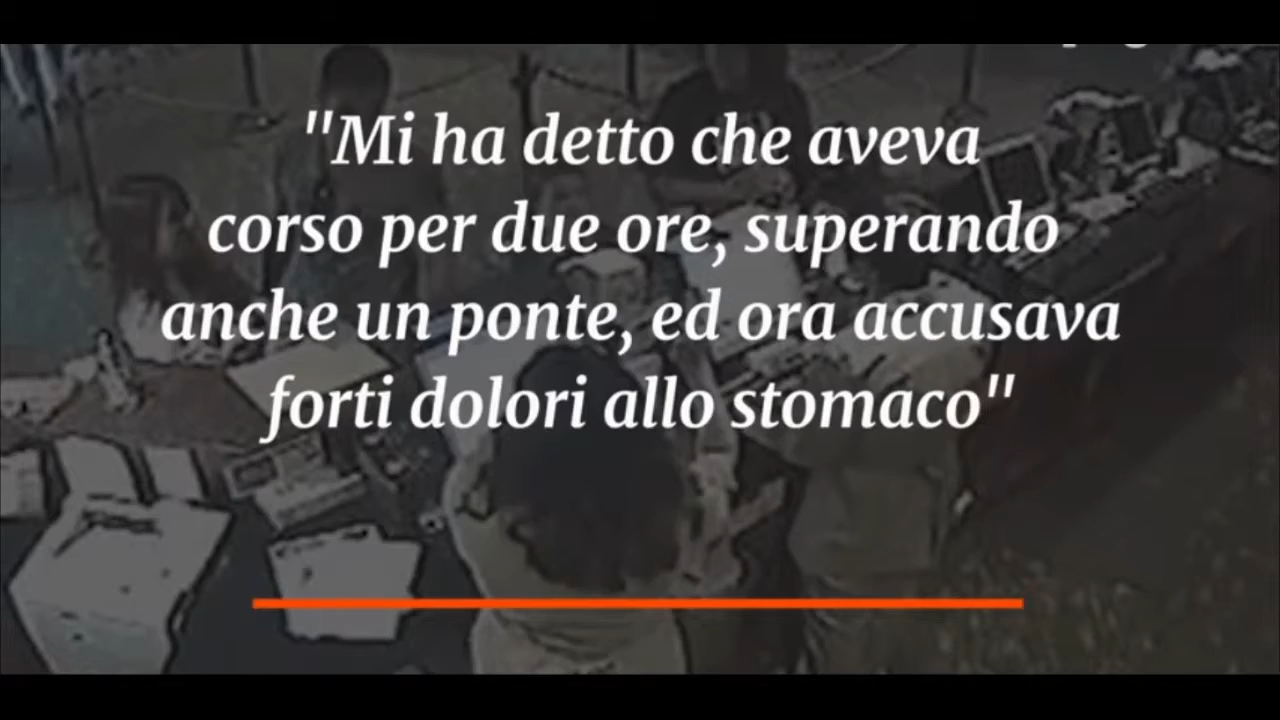 "Mi ha detto che aveva
corso per due ore, superando
anche un ponte, ed ora accusava
forti dolori allo stomaco"